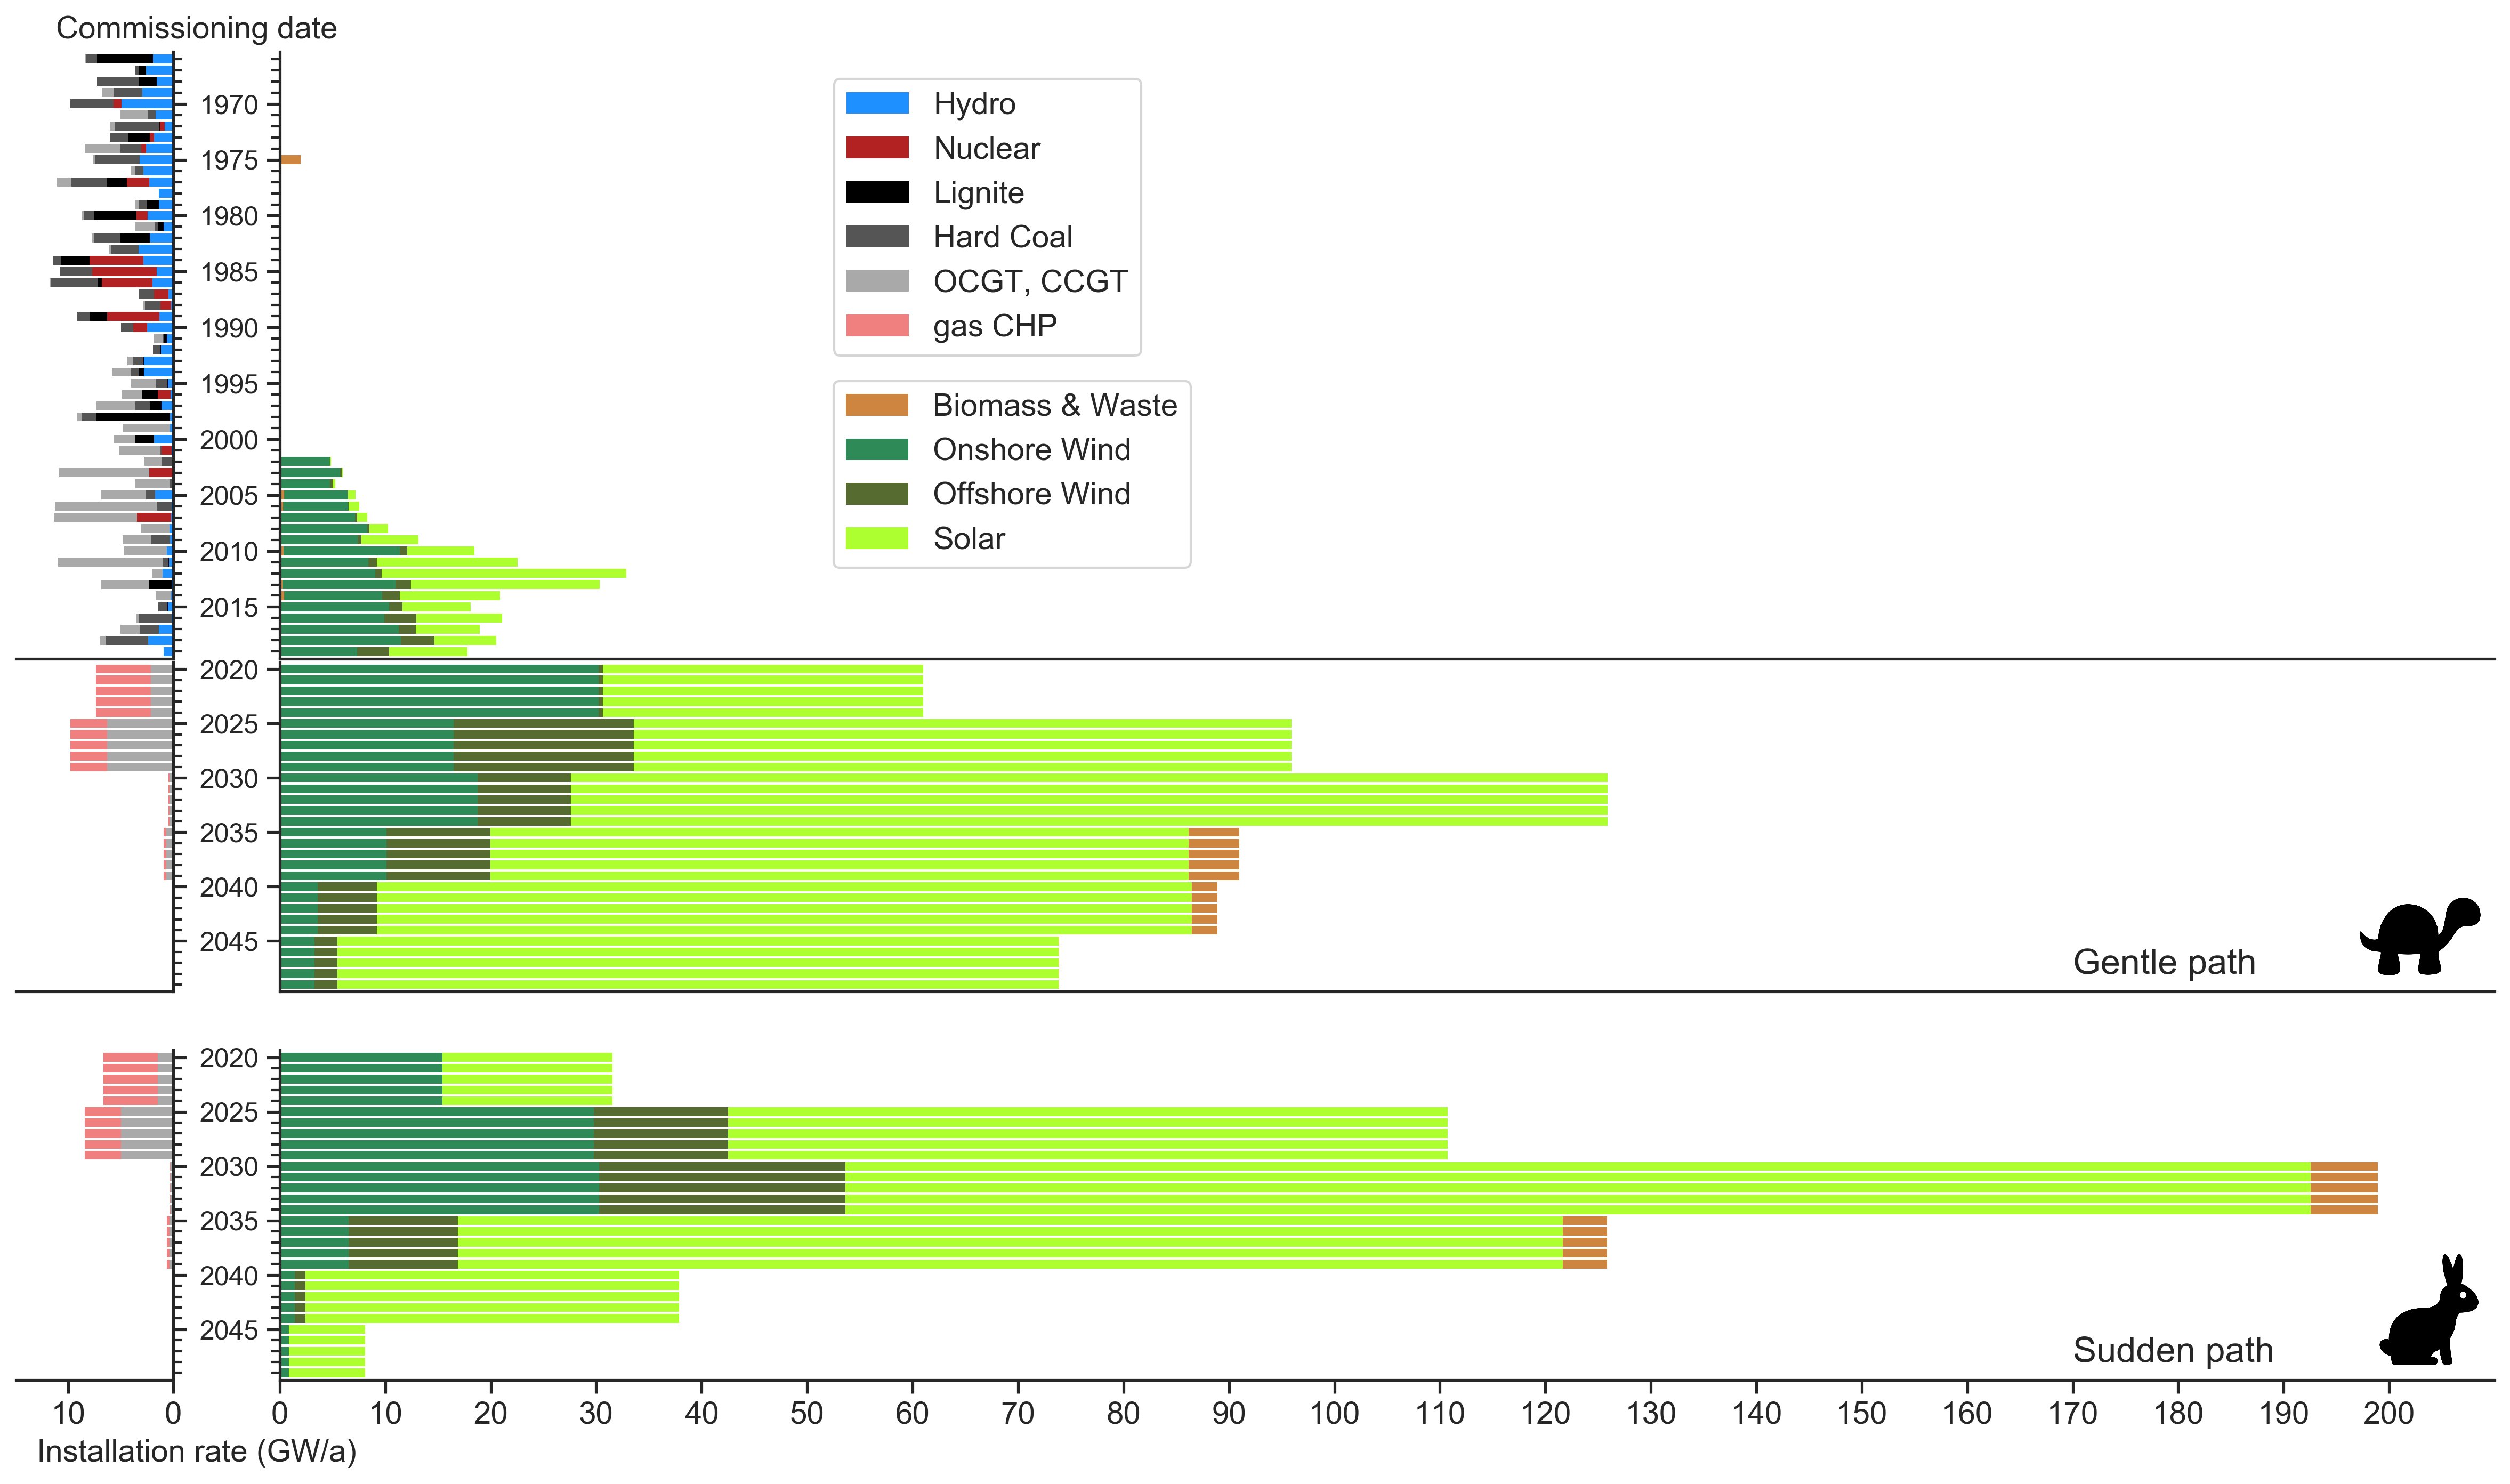 Commissioning date
1970
1975
1980
1985
1990
1995
2000
2005
2010
2015
Hydro
Nuclear
Lignite
Hard Coal
OCGT, CCGT
gas CHP
Biomass & Waste
Onshore Wind
Offshore Wind
Solar
2020
2025
2030
2035
2040
2045
Gentle path
2020
2025
2030
2035
2040
2045
Sudden path
10 0 0 10 20 30 40 50 60 70 80 90 100 110 120 130 140 150 160 170 180 190 200
Installation rate (GW/a)